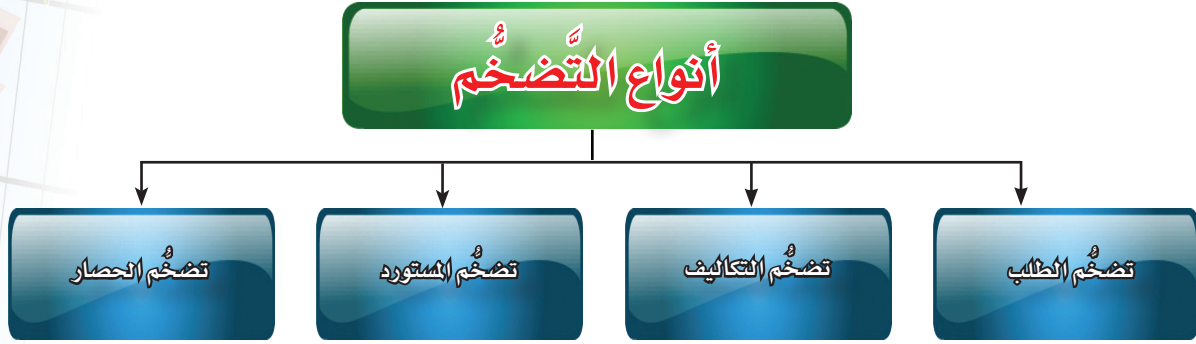 أنواع التَّضخُّم
تضخُّم الطلب
تضخُّم التكاليف
تضخُّم المستورد
تضخُّم الحصار